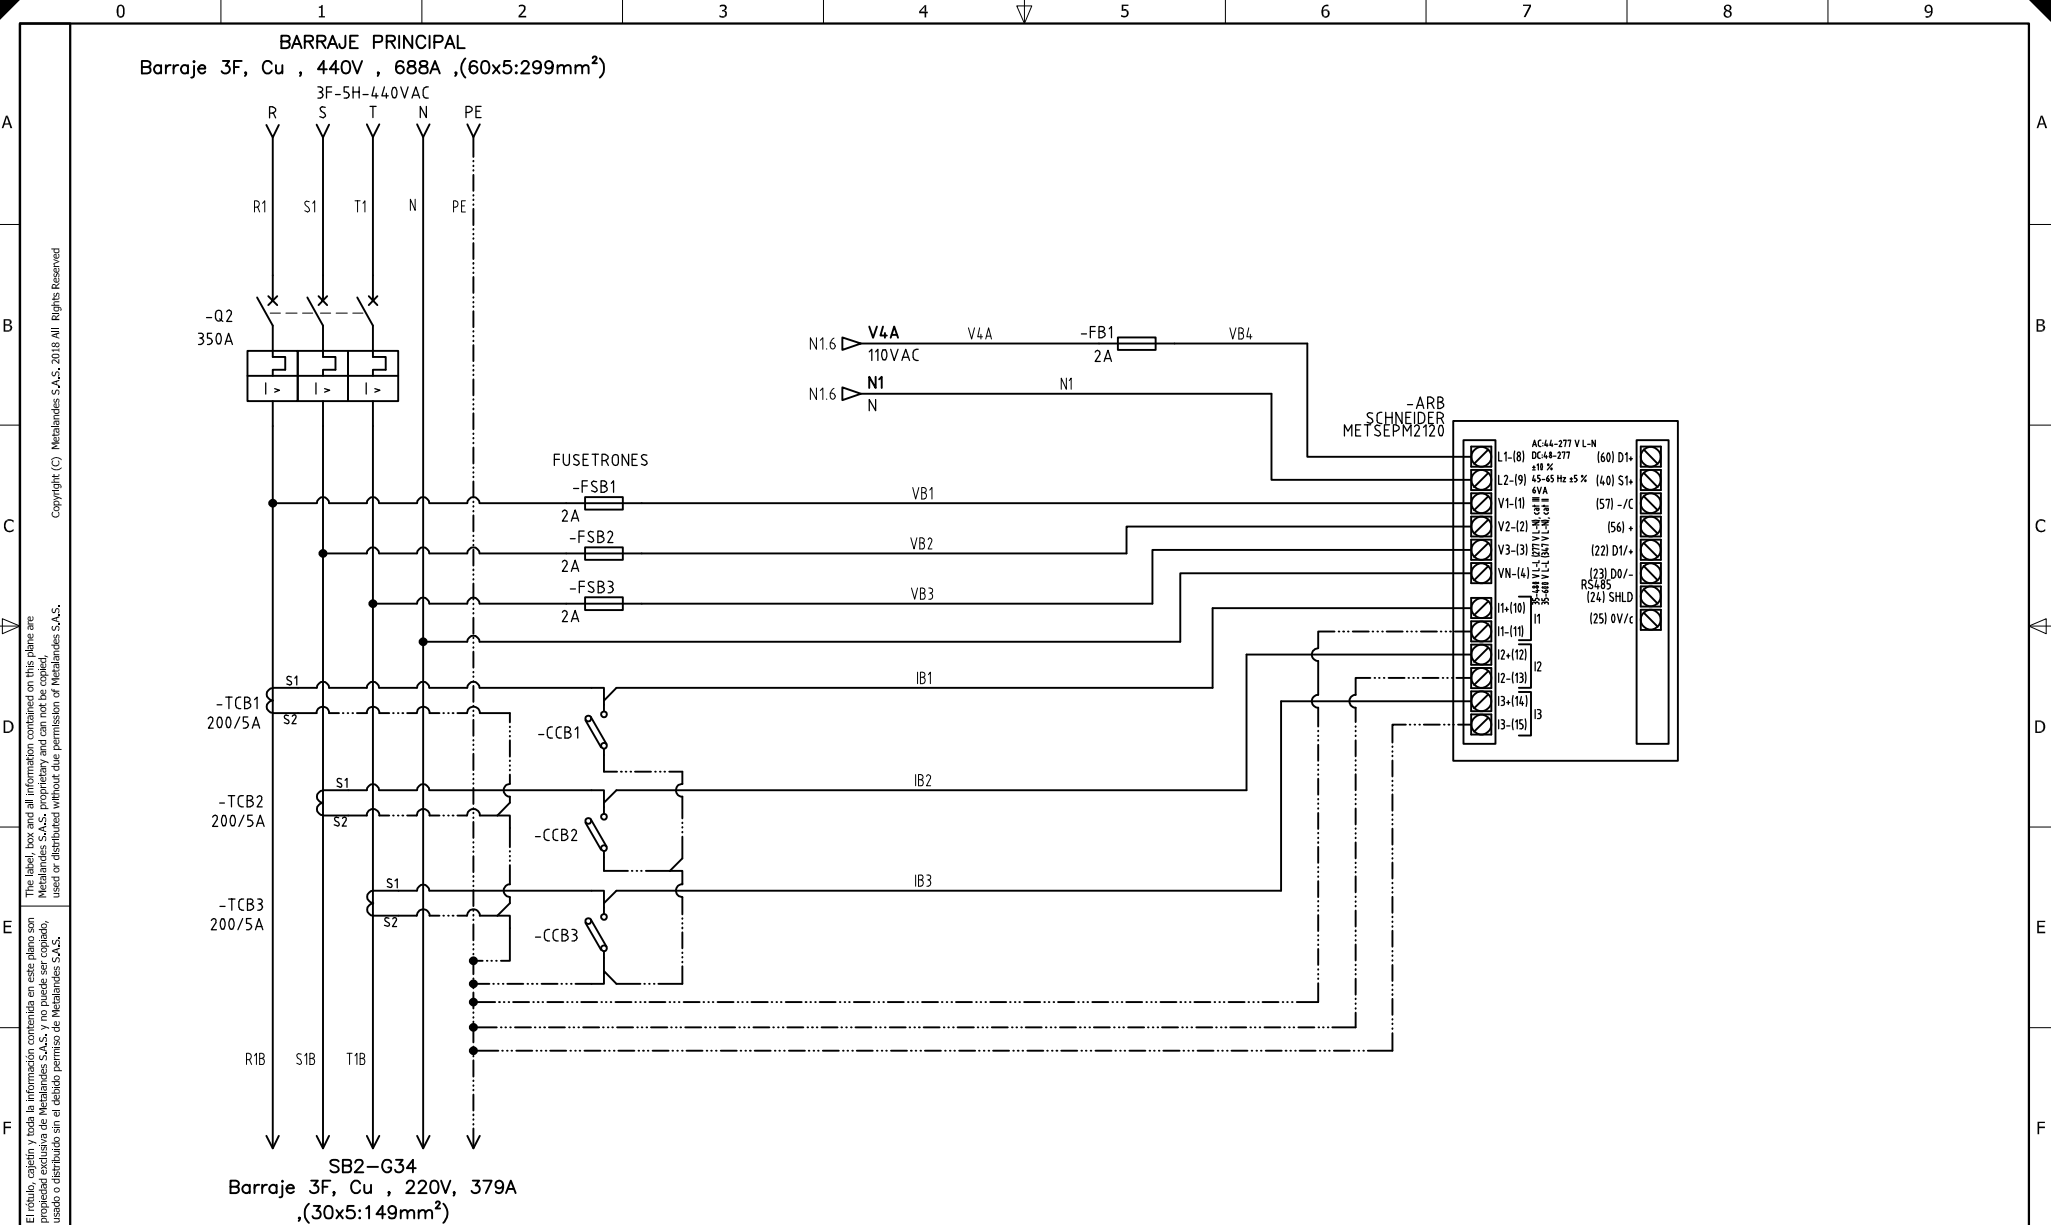 0 1 2 3 4 5 6 7 8 9
BARRAJE PRINCIPAL
Barraje 3F, Cu , 440V , 688A ,(60x5:299mm²)
3F-5H-440VAC
R S T N PE
A A
R1 S1 T1 N PE
B B
-Q2
350A
I > I > I >
N1.6 V4A V4A -FB1 VB4
110VAC 2A
N1.6 N1 N1
N
-ARB
SCHNEIDER
METSEPM2120
AC:44-277 V L-N
DC:48-277
±10 %
45-65 Hz ±5 %
6VA
35-480 V L-L (277 V L-N), cat III
35-600 V L-L (347 V L-N), cat II
L1-(8) (60) D1+
L2-(9) (40) S1+
V1-(1) (57) -/C
V2-(2) (56) +
V3-(3) (22) D1/+
VN-(4) (23) D0/-
RS485
(24) SHLD
I1+(10) (25) 0V/c
I1
I1-(11)
I2+(12)
I2
I2-(13)
I3+(14)
I3
I3-(15)
C C
FUSETRONES
-FSB1 VB1
2A
-FSB2 VB2
2A
-FSB3 VB3
2A
D D
-TCB1 S1 IB1
200/5A S2 -CCB1
-TCB2 S1 IB2
200/5A S2 -CCB2
E E
-TCB3 S1 IB3
200/5A S2 -CCB3
R1B S1B T1B
F F
SB2-G34
Barraje 3F, Cu , 220V, 379A
,(30x5:149mm²)
Copyright (C) Metalandes S.A.S. 2018 All Rights Reserved
The label, box and all information contained on this plane are
Metalandes S.A.S. proprietary and can not be copied,
used or distributed without due permission of Metalandes S.A.S.
El rótulo, cajetín y toda la información contenida en este plano son
propiedad exclusiva de Metalandes S.A.S. y no puede ser copiado,
usado o distribuido sin el debido permiso de Metalandes S.A.S.